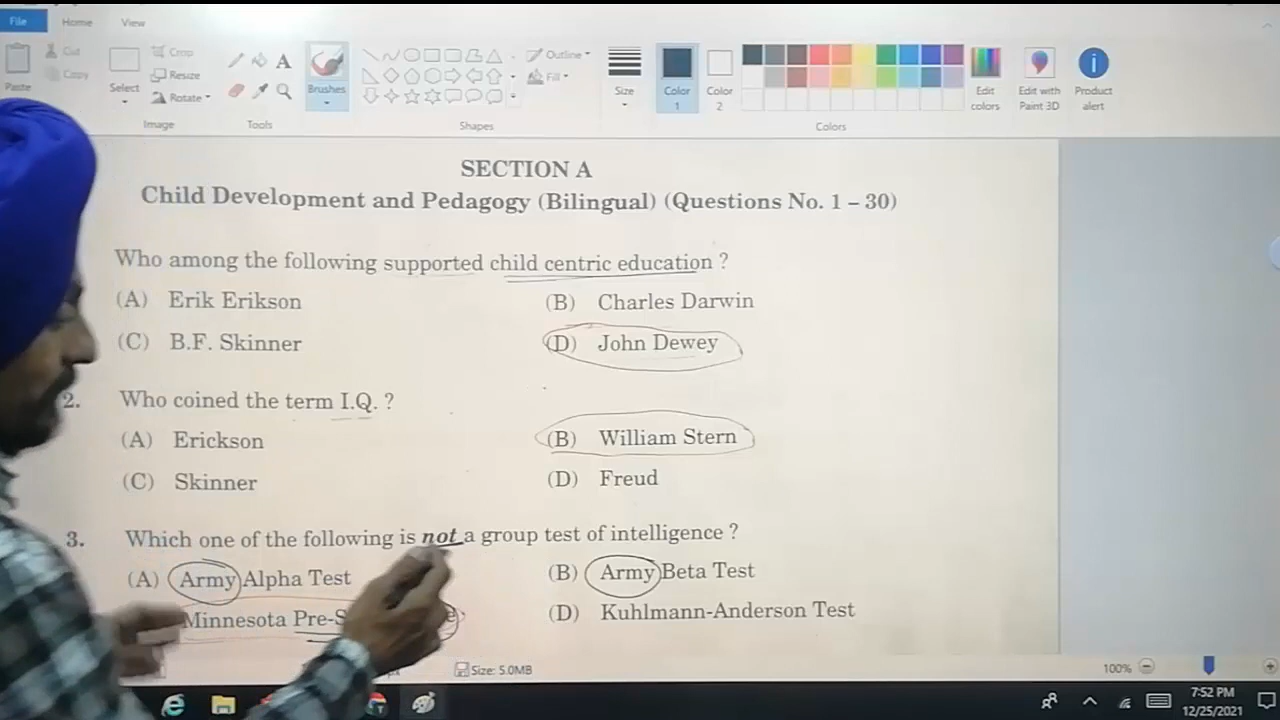 File Home View
Cut
Copy
Paste
Select
Crop
Resize
Rotate
Image
A
Tools
Brushes
Outline
Fill
Shapes
Size
Color 1
Color 2
Edit colors
Edit with Paint 3D
Product alert
Colors
SECTION A
Child Development and Pedagogy (Bilingual) (Questions No. 1 – 30)
Who among the following supported child centric education ?
(A) Erik Erikson (B) Charles Darwin
(C) B.F. Skinner (D) John Dewey
2. Who coined the term I.Q. ?
(A) Erickson (B) William Stern
(C) Skinner (D) Freud
3. Which one of the following is not a group test of intelligence ?
(A) Army Alpha Test (B) Army Beta Test
Minnesota (D) Kuhlmann-Anderson Test
Size: 5.0MB 100%
7:52 PM
12/25/2021